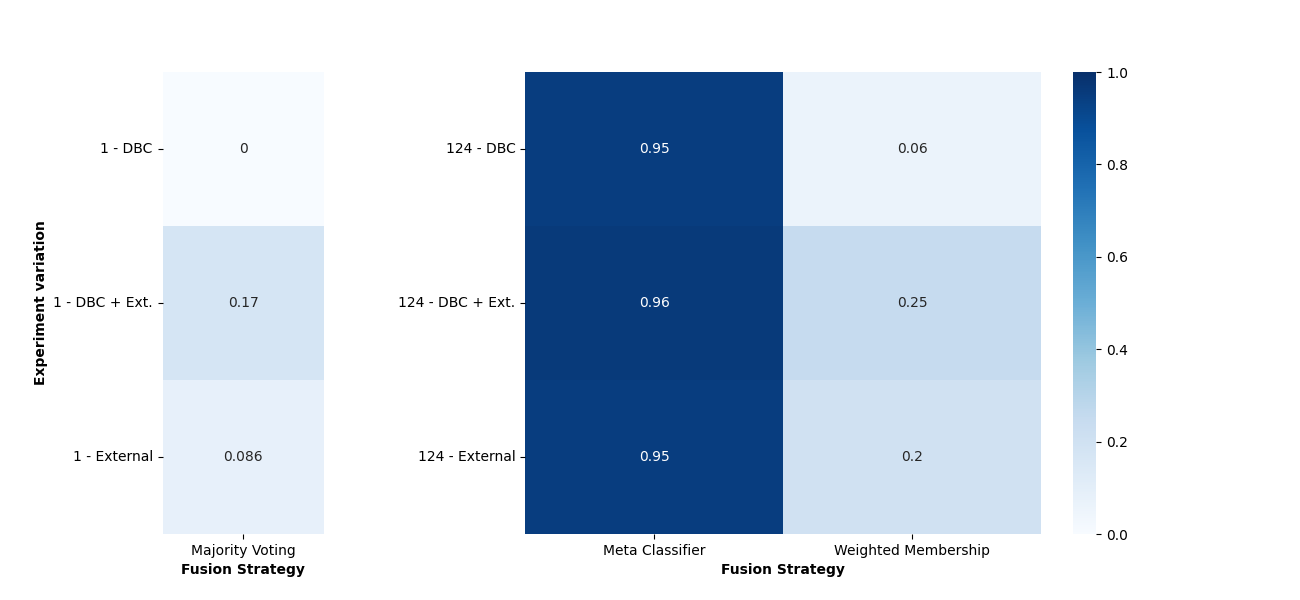 Experiment variation
1 - DBC
1 - DBC + Ext.
1 - External
0
0.17
0.086
Majority Voting
Fusion Strategy
124 - DBC
124 - DBC + Ext.
124 - External
0.95
0.06
0.96
0.25
0.95
0.2
Meta Classifier
Weighted Membership
Fusion Strategy
1.0
0.8
0.6
0.4
0.2
0.0